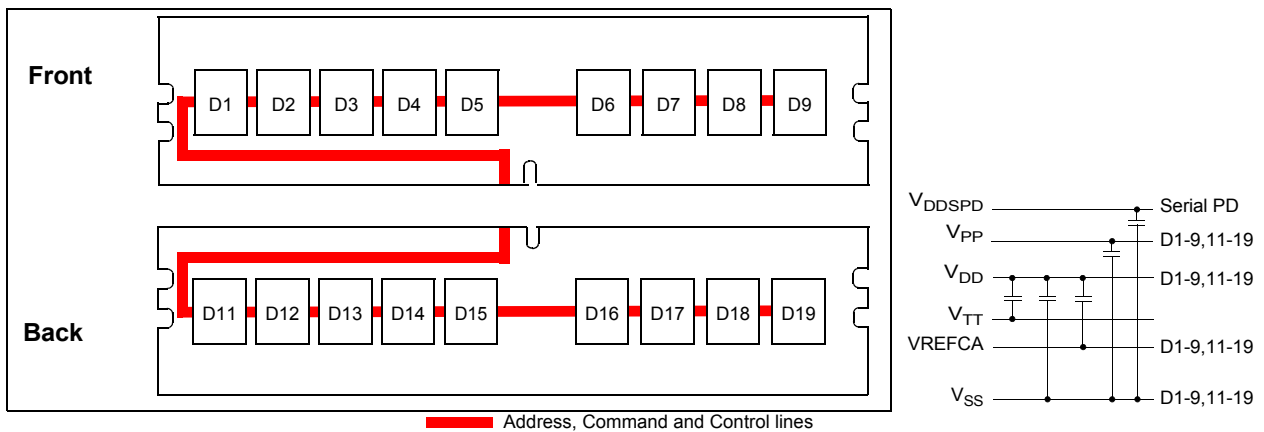 Front
D1 D2 D3 D4 D5 D6 D7 D8 D9
Back
D11 D12 D13 D14 D15 D16 D17 D18 D19
Address, Command and Control lines
VDDSPD Serial PD
VPP D1-9,11-19
VDD D1-9,11-19
VTT
VREFCA D1-9,11-19
VSS D1-9,11-19